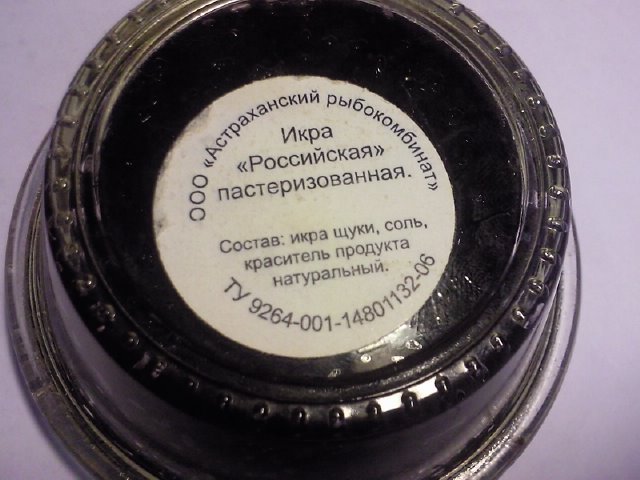 ООО «Астраханский рыбокомбинат»
Икра
«Российская»
пастеризованная.
Состав: икра щуки, соль,
краситель продукта
натуральный.
ТУ 9264-001-14801132-06